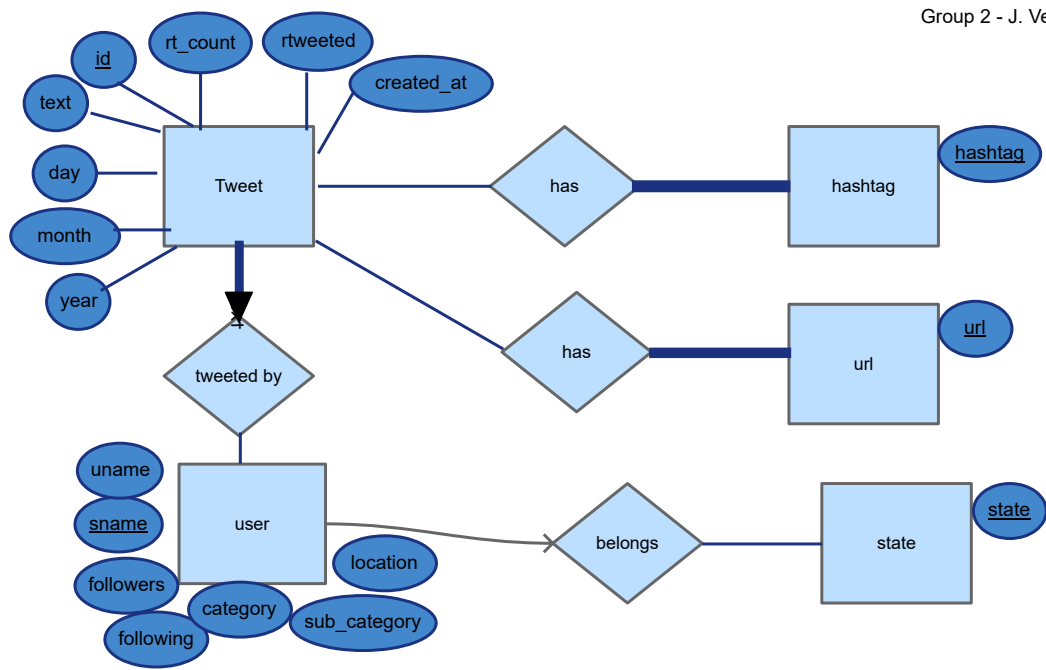 Group 2 - J. Ve
id
rt_count
rtweeted
created_at
text
day
month
year
Tweet
has
hashtag
hashtag
has
url
url
tweeted by
uname
sname
followers
following
category
sub_category
location
user
belongs
state
state